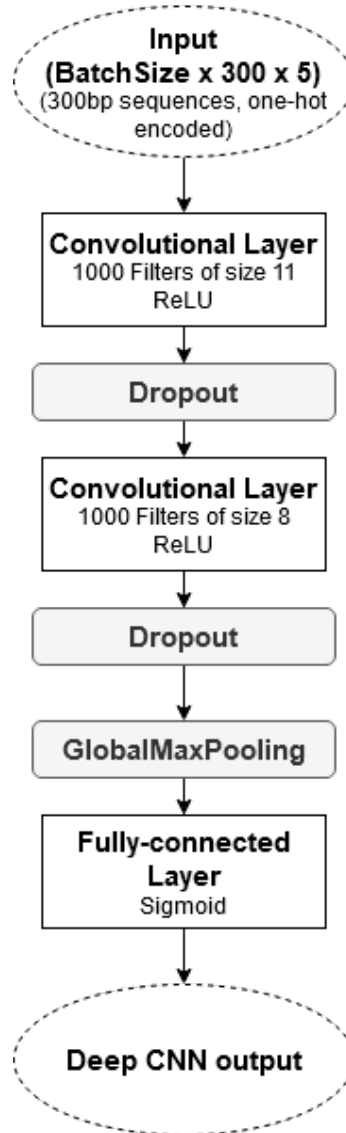 Input
(BatchSize x 300 x 5)
(300bp sequences, one-hot
encoded)
Convolutional Layer
1000 Filters of size 11
ReLU
Dropout
Convolutional Layer
1000 Filters of size 8
ReLU
Dropout
GlobalMaxPooling
Fully-connected
Layer
Sigmoid
Deep CNN output